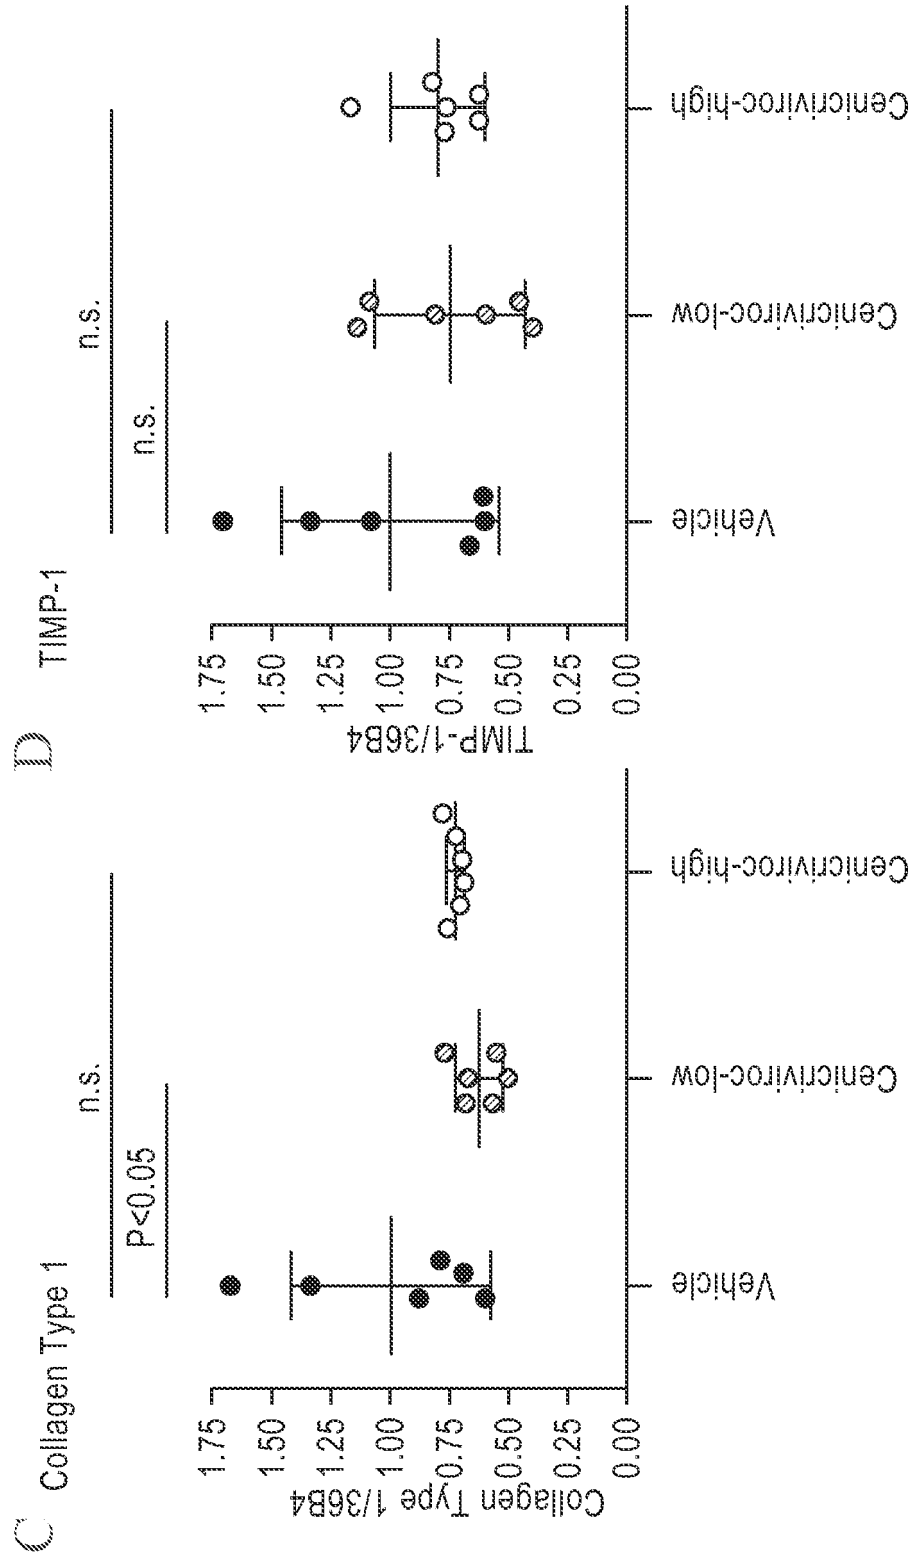 C
Collagen Type 1
n.s.
P<0.05
1.75
1.50
1.25
1.00
0.75
0.50
0.25
0.00
Collagen Type 1/36B4
Vehicle
Cenicriviroc-low
Cenicriviroc-high
D
TIMP-1
n.s.
n.s.
1.75
1.50
1.25
1.00
0.75
0.50
0.25
0.00
TIMP-1/36B4
Vehicle
Cenicriviroc-low
Cenicriviroc-high